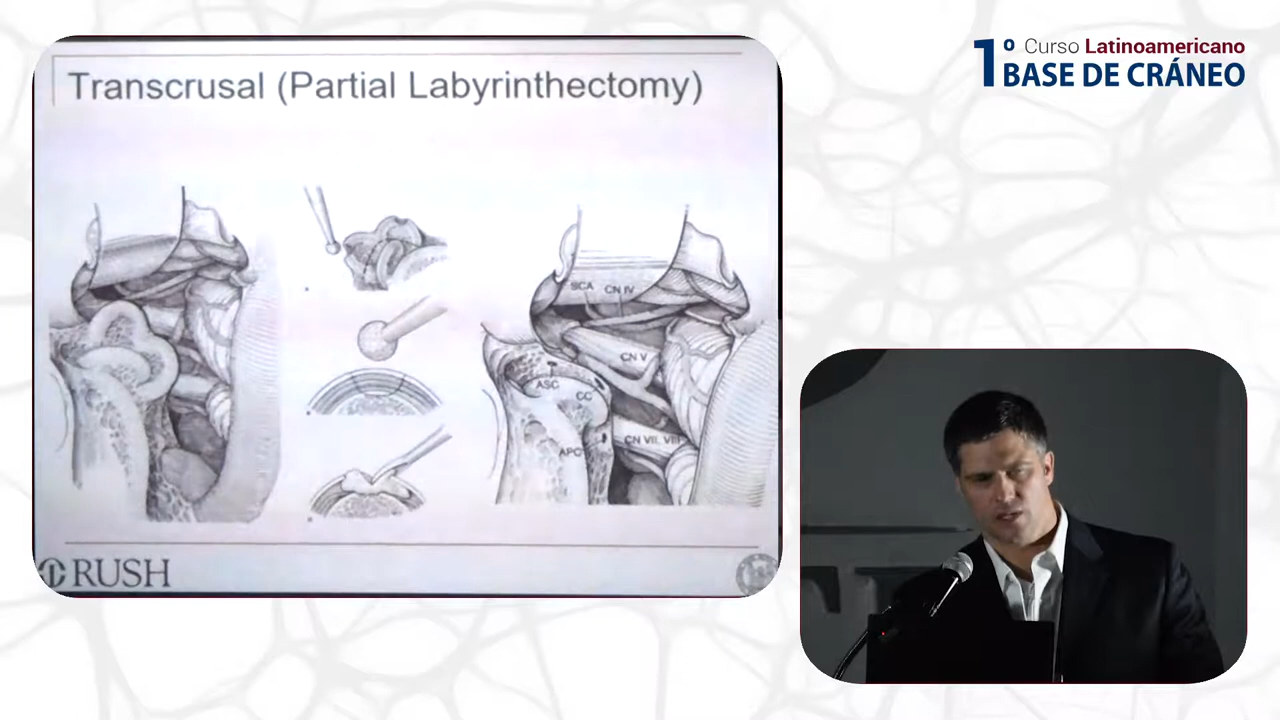 Transcrusal (Partial Labyrinthectomy)
SCA
CN IV
CN V
ASC
CC
CN VII, VIII
RUSH
1º Curso Latinoamericano
BASE DE CRÁNEO